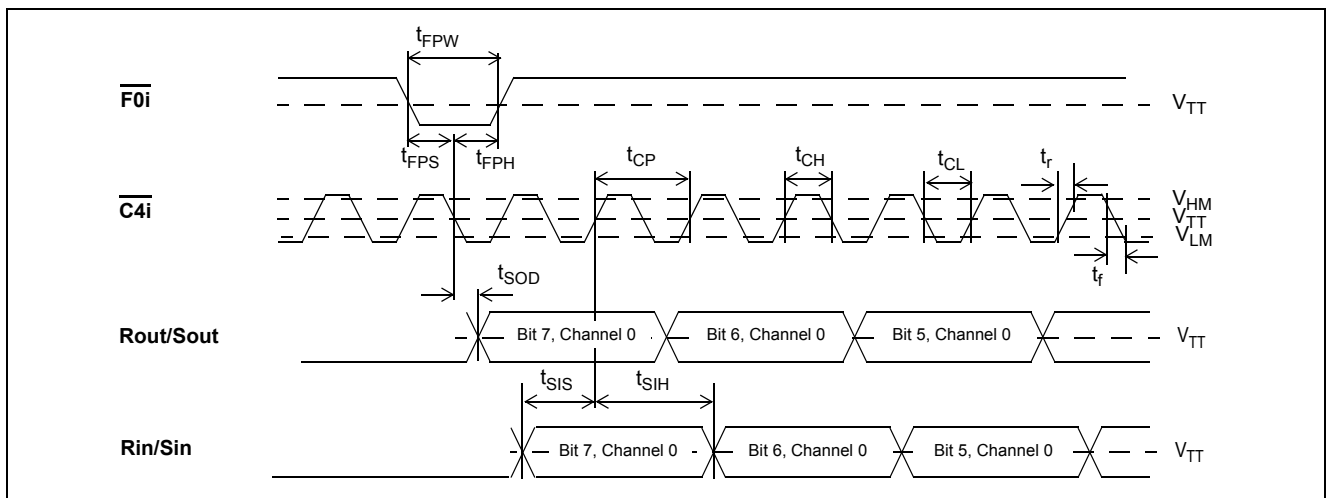 tFPW
F0i
VTT
tFPS tFPH tCP tCH tCL tr
C4i
VHM
VTT
VLM
tSOD
tf
Rout/Sout
Bit 7, Channel 0 Bit 6, Channel 0 Bit 5, Channel 0
VTT
tSIS tSIH
Rin/Sin
Bit 7, Channel 0 Bit 6, Channel 0 Bit 5, Channel 0
VTT